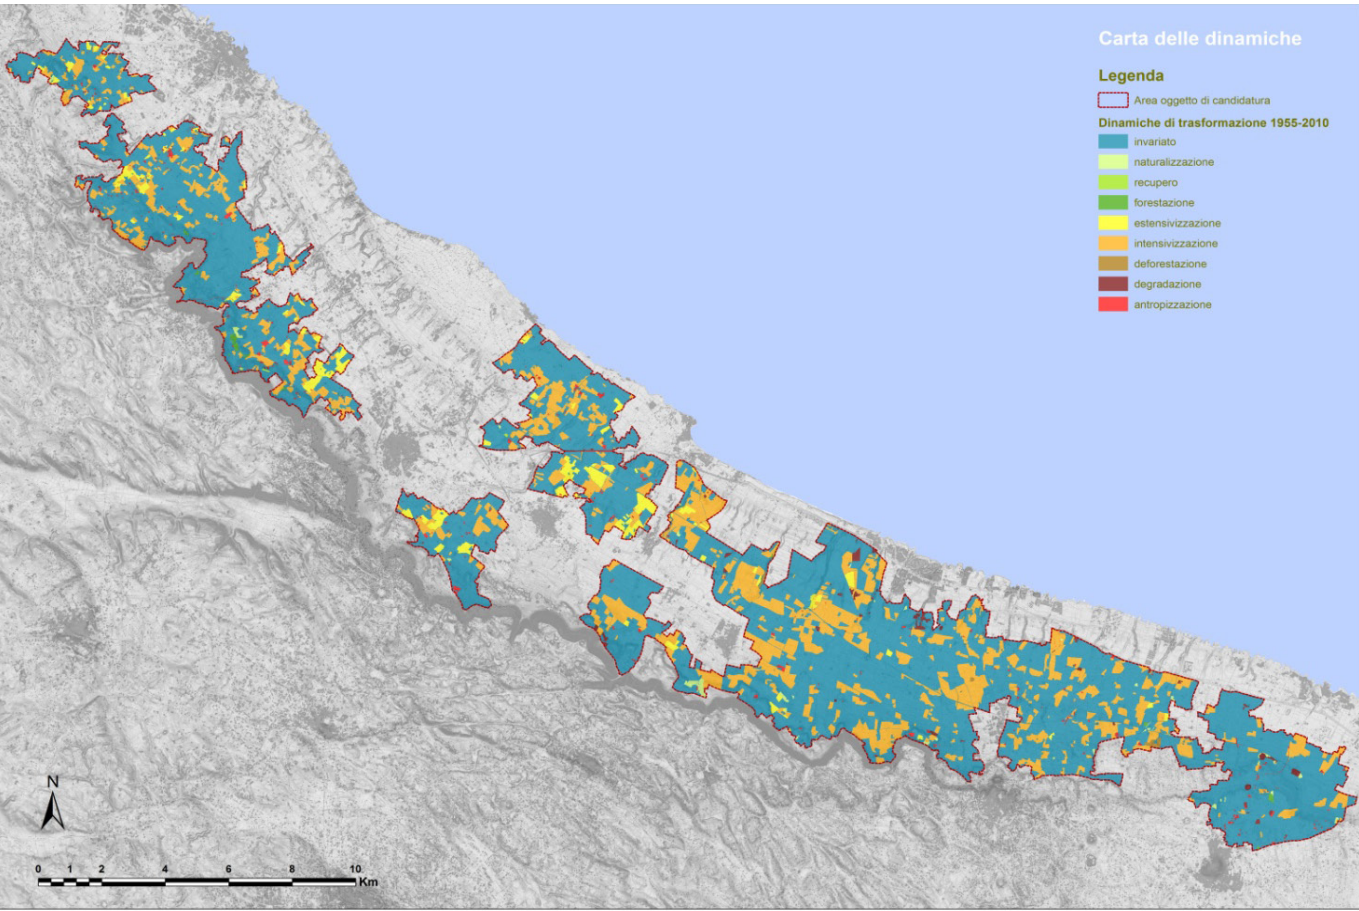 Carta delle dinamiche
Legenda
Area oggetto di candidatura
Dinamiche di trasformazione 1955-2010
invariato
naturalizzazione
recupero
forestazione
estensivizzazione
intensivizzazione
deforestazione
degradazione
antropizzazione
N
0 1 2 4 6 8 10
Km